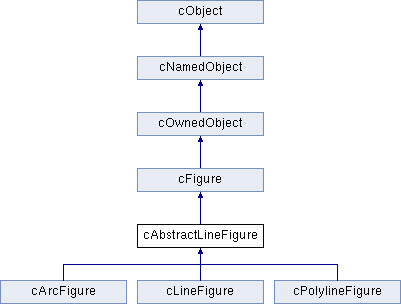 cObject
cNamedObject
cOwnedObject
cFigure
cAbstractLineFigure
cArcFigure
cLineFigure
cPolylineFigure